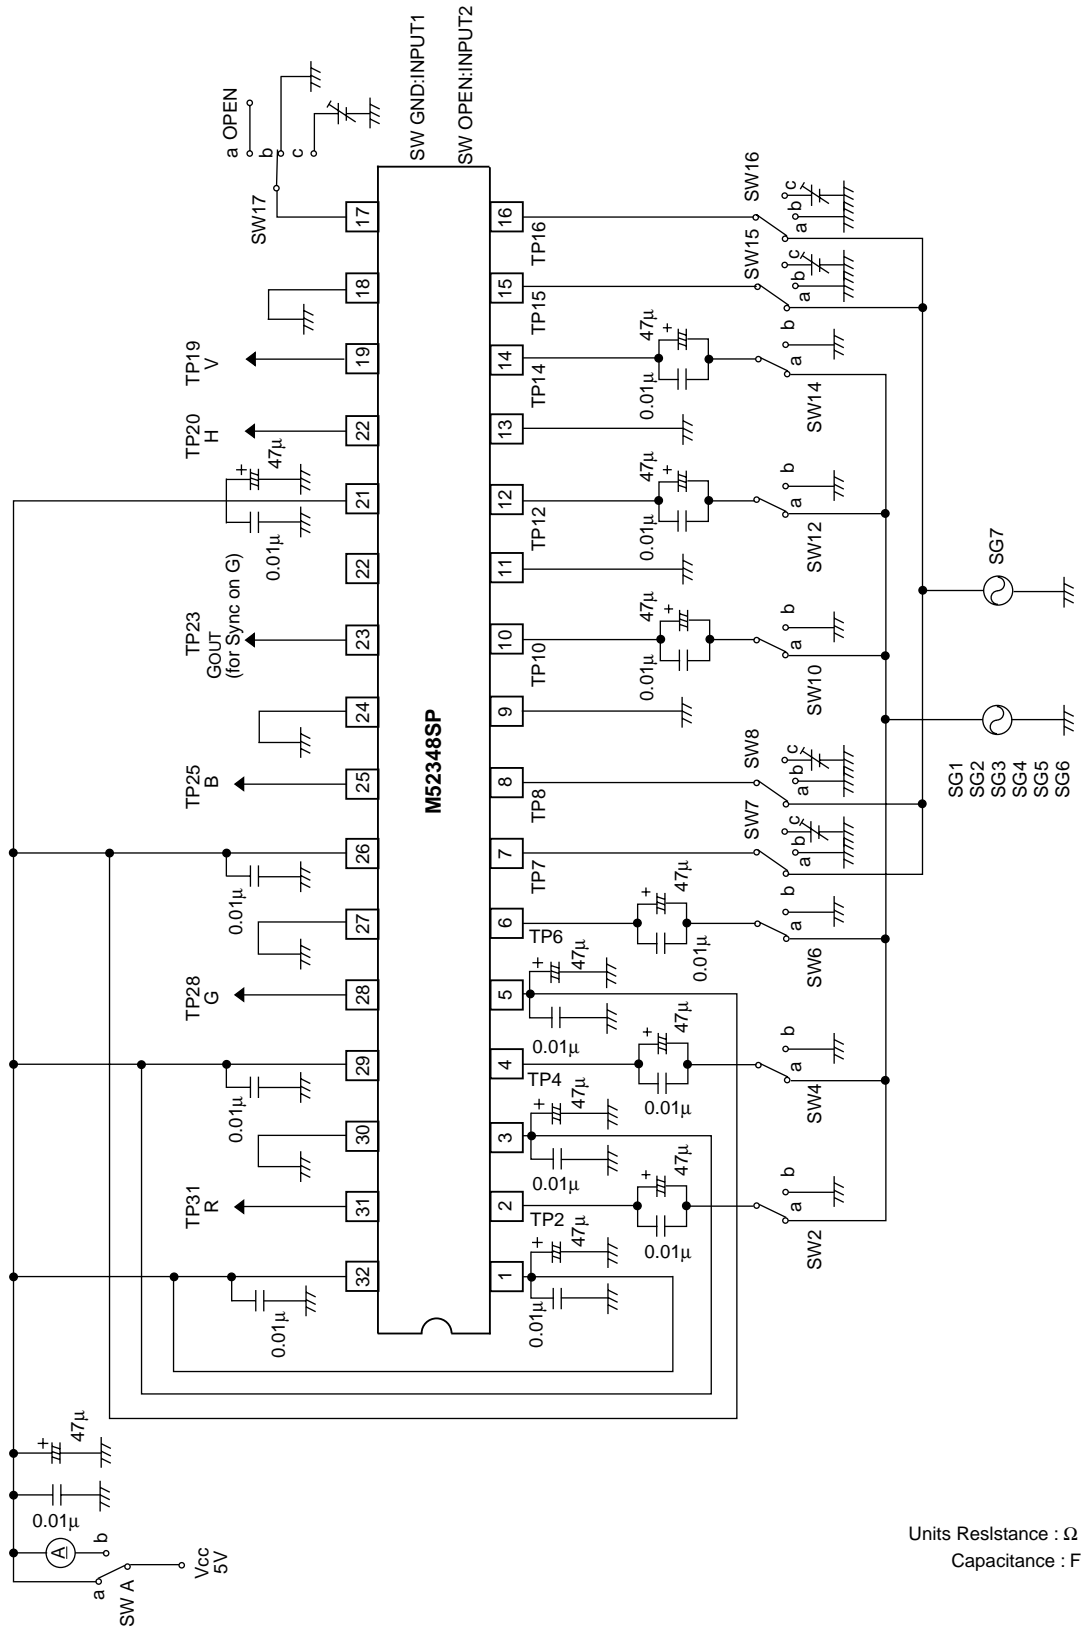 SW GND:INPUT1
SW OPEN:INPUT2
a OPEN
b
c
SW17
TP19
V
TP20
H
47µ
+
0.01µ
TP23
GOUT
(for Sync on G)
TP25
B
0.01µ
TP28
G
0.01µ
TP31
R
0.01µ
17
18
19
22
21
22
23
24
25
26
27
28
29
30
31
32
M52348SP
16
15
14
13
12
11
10
9
8
7
6
5
4
3
2
1
TP16
TP15
TP14
TP12
TP10
TP8
TP7
TP6
TP4
TP2
47µ
+
0.01µ
47µ
+
0.01µ
47µ
+
0.01µ
47µ
+
0.01µ
47µ
+
0.01µ
47µ
+
0.01µ
47µ
+
0.01µ
47µ
+
0.01µ
47µ
+
0.01µ
SW16
a
b
c
SW15
a
b
c
SW14
a
b
SW12
a
b
SW10
a
b
SW8
a
b
c
SW7
a
b
c
SW6
a
b
SW4
a
b
SW2
a
b
SG7
SG1
SG2
SG3
SG4
SG5
SG6
47µ
+
0.01µ
A
b
a
SW A
Vcc
5V
Units ResIstance : Ω
Capacitance : F